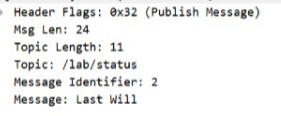 Header Flags: 0x32 (Publish Message)
Msg Len: 24
Topic Length: 11
Topic: /lab/status
Message Identifier: 2
Message: Last Will